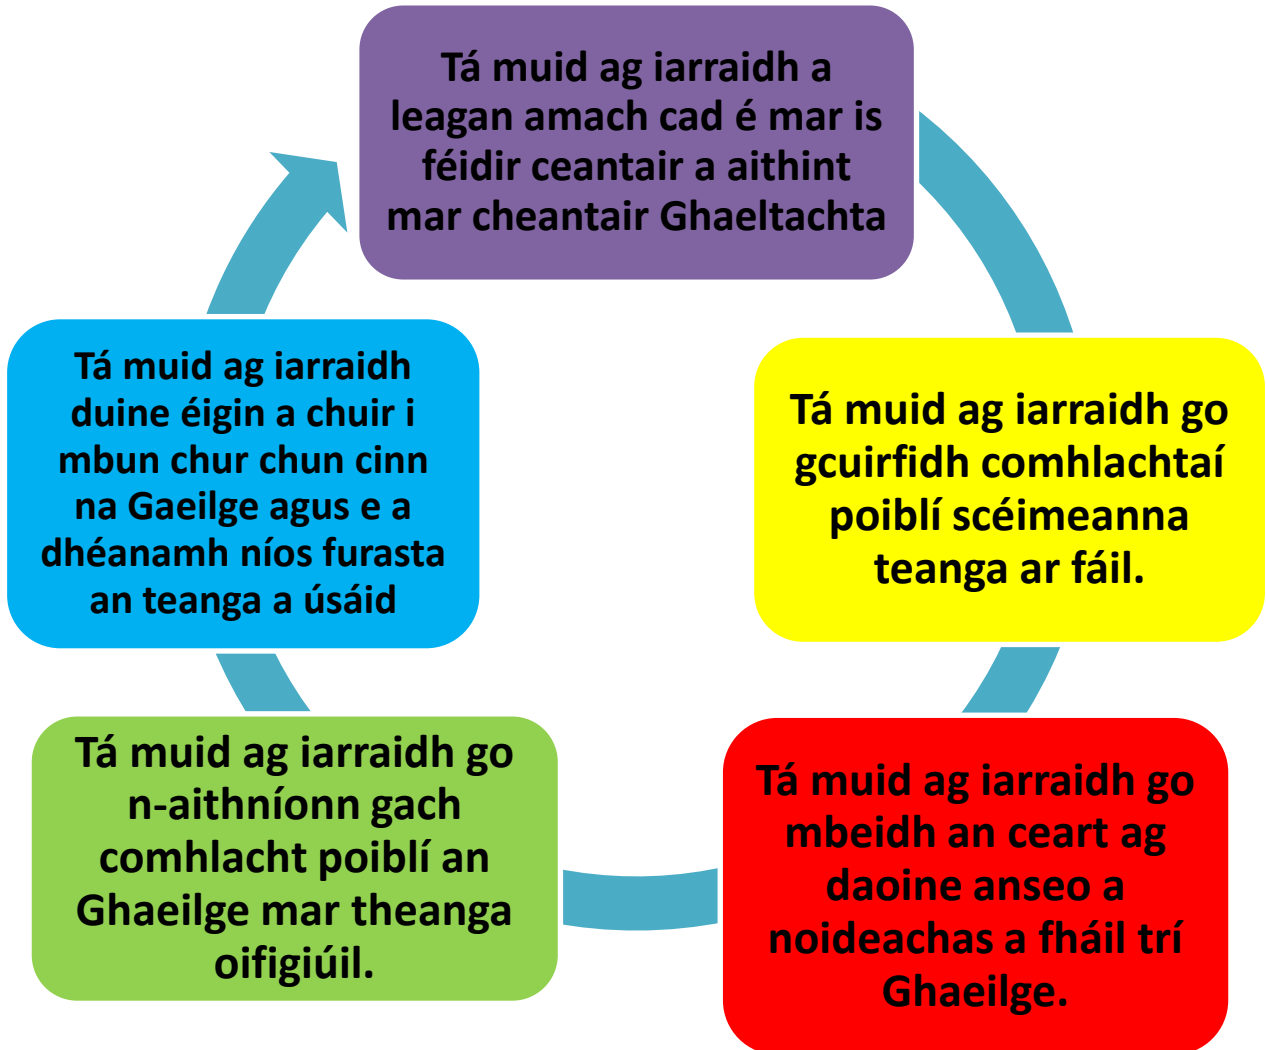 Tá muid ag iarraidh a
leagan amach cad é mar is
féidir ceantair a aithint
mar cheantair Ghaeltachta
Tá muid ag iarraidh go
gcuirfidh comhlachtaí
poiblí scéimeanna
teanga ar fáil.
Tá muid ag iarraidh go
mbeidh an ceart ag
daoine anseo a
noideachas a fháil trí
Ghaeilge.
Tá muid ag iarraidh go
n-aithníonn gach
comhlacht poiblí an
Ghaeilge mar theanga
oifigiúil.
Tá muid ag iarraidh
duine éigin a chuir i
mbun chur chun cinn
na Gaeilge agus e a
dhéanamh níos furasta
an teanga a úsáid